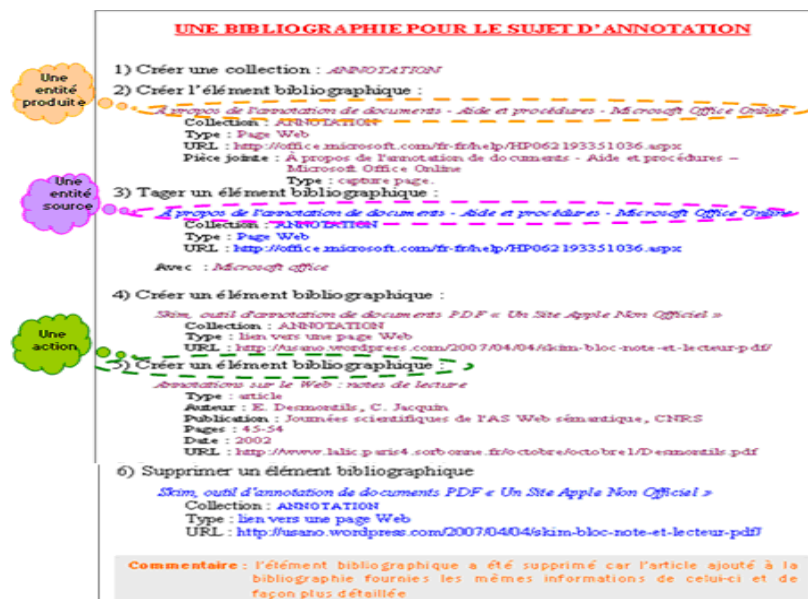 UNE BIBLIOGRAPHIE POUR LE SUJET D'ANNOTATION
Une
entité
produite
1) Créer une collection : ANNOTATION
2) Créer l'élément bibliographique :
À propos de l'annotation de documents - Aide et procédures - Microsoft Office Online
Collection : ANNOTATION
Type : Page Web
URL : http://office.microsoft.com/fr-fr/help/HP062193351036.aspx
Pièce jointe : À propos de l'annotation de documents - Aide et procédures –
Microsoft Office Online
Type : capture page.
Une
entité
source
3) Tager un élément bibliographique :
À propos de l'annotation de documents - Aide et procédures - Microsoft Office Online
Collection : ANNOTATION
Type : Page Web
URL : http://office.microsoft.com/fr-fr/help/HP062193351036.aspx
Avec : Microsoft office
4) Créer un élément bibliographique :
Skim, outil d'annotation de documents PDF « Un Site Apple Non Officiel »
Collection : ANNOTATION
Type : lien vers une page Web
URL : http://usano.wordpress.com/2007/04/04/skim-bloc-note-et-lecteur-pdf/
Une
action
5) Créer un élément bibliographique :
Annotations sur le Web : notes de lecture
Type : article
Auteur : E. Desmontils, C. Jacquin
Publication : Journées scientifiques de l'AS Web sémantique, CNRS
Pages : 45-54
Date : 2002
URL : http://www.lalic.paris4.sorbonne.fr/octobre/octobre1/Desmontils.pdf
6) Supprimer un élément bibliographique
Skim, outil d'annotation de documents PDF « Un Site Apple Non Officiel »
Collection : ANNOTATION
Type : lien vers une page Web
URL : http://usano.wordpress.com/2007/04/04/skim-bloc-note-et-lecteur-pdf/
Commentaire : l'élément bibliographique a été supprimé car l'article ajouté à la
bibliographie fournies les mêmes informations de celui-ci et de
façon plus détaillée